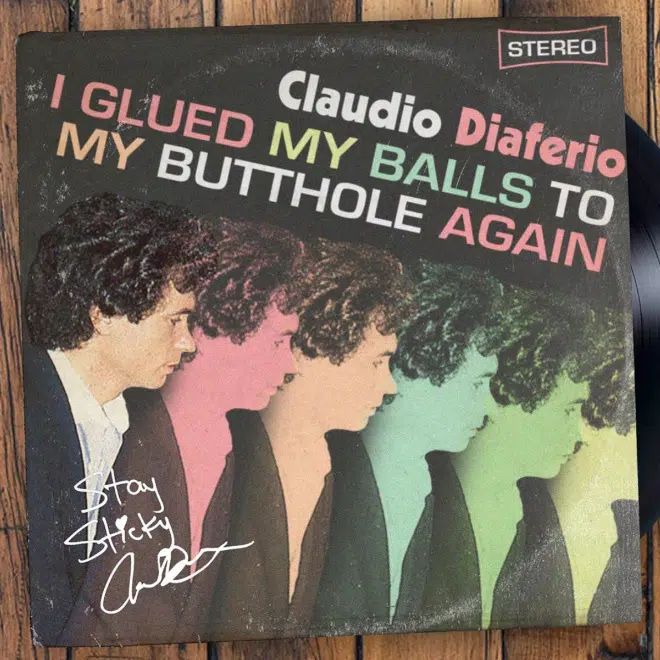 STEREO
Claudio Diaferio
I GLUED MY BALLS TO
MY BUTTHOLE AGAIN
Stay
Sticky